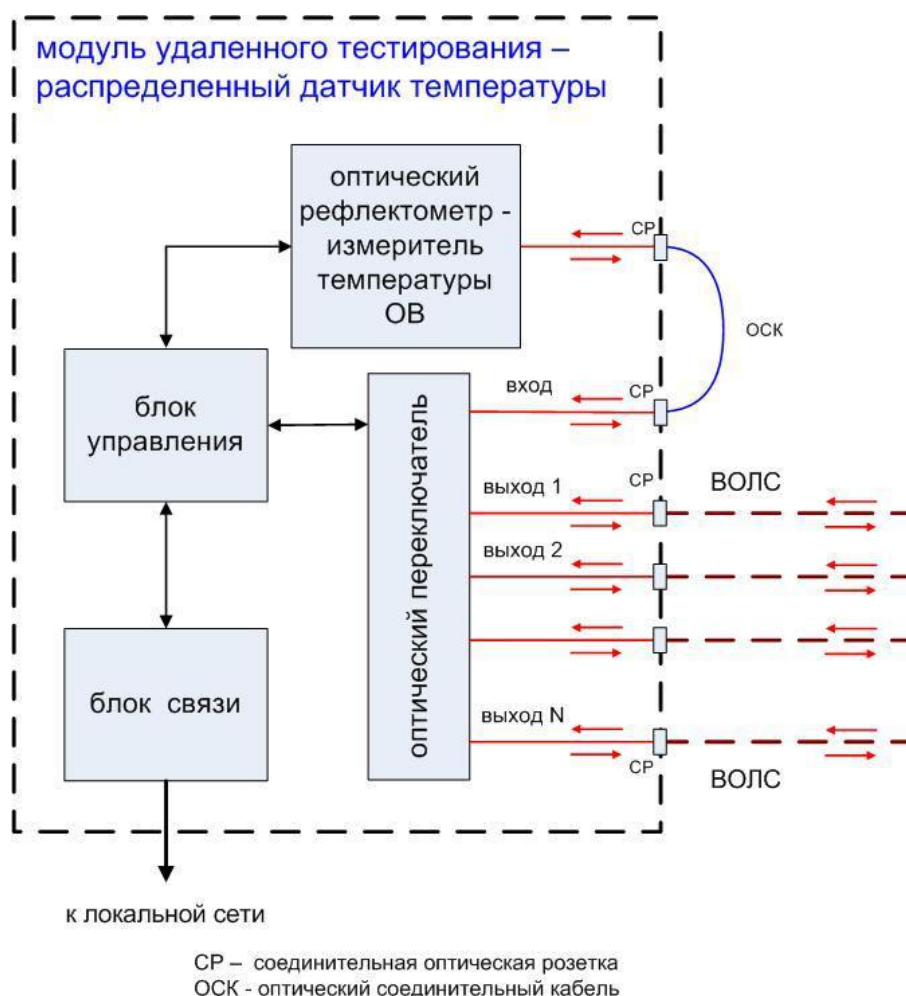 модуль удаленного тестирования –
распределенный датчик температуры
оптический
рефлектометр -
измеритель
температуры
ОВ
СР
ОСК
блок
управления
оптический переключатель
вход
СР
выход 1
СР
ВОЛС
выход 2
блок связи
выход N
СР
ВОЛС
к локальной сети
СР – соединительная оптическая розетка
ОСК - оптический соединительный кабель